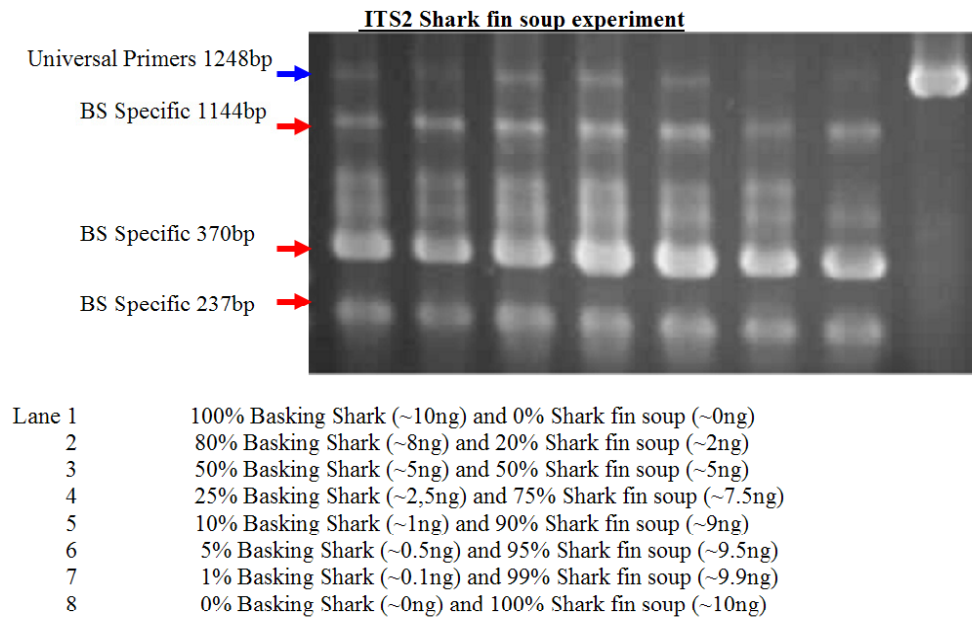 ITS2 Shark fin soup experiment
Universal Primers 1248bp
BS Specific 1144bp
BS Specific 370bp
BS Specific 237bp
Lane 1 100% Basking Shark (~10ng) and 0% Shark fin soup (~0ng)
2 80% Basking Shark (~8ng) and 20% Shark fin soup (~2ng)
3 50% Basking Shark (~5ng) and 50% Shark fin soup (~5ng)
4 25% Basking Shark (~2,5ng) and 75% Shark fin soup (~7.5ng)
5 10% Basking Shark (~1ng) and 90% Shark fin soup (~9ng)
6 5% Basking Shark (~0.5ng) and 95% Shark fin soup (~9.5ng)
7 1% Basking Shark (~0.1ng) and 99% Shark fin soup (~9.9ng)
8 0% Basking Shark (~0ng) and 100% Shark fin soup (~10ng)